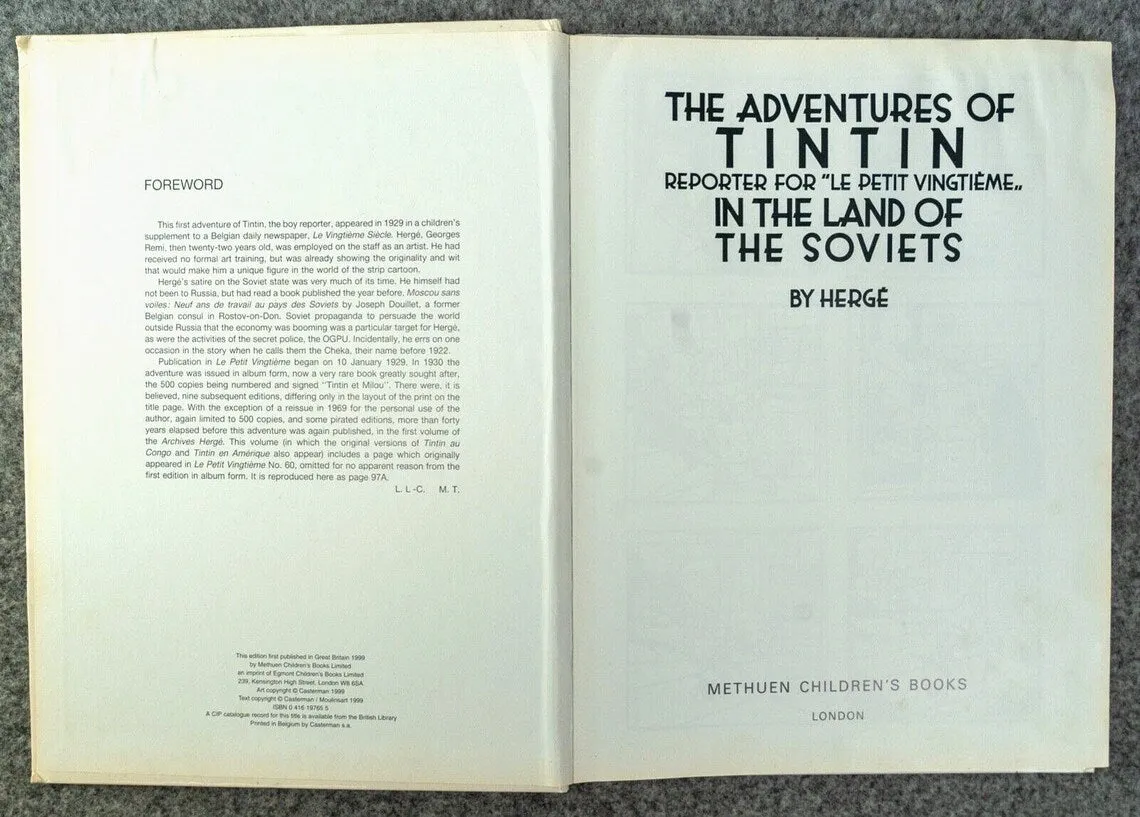 FOREWORD
This first adventure of Tintin, the boy reporter, appeared in 1929 in a children's
supplement to a Belgian daily newspaper, Le Vingtième Siècle. Hergé, Georges
Remi, then twenty-two years old, was employed on the staff as an artist. He had
received no formal art training, but was already showing the originality and wit
that would make him a unique figure in the world of the strip cartoon.
Hergé's satire on the Soviet state was very much of its time. He himself had
not been to Russia, but had read a book published the year before, Moscou sans
voiles: Neuf ans de travail au pays des Soviets by Joseph Douillet, a former
Belgian consul in Rostov-on-Don. Soviet propaganda to persuade the world
outside Russia that the economy was booming was a particular target for Hergé,
as were the activities of the secret police, the OGPU. Incidentally, he errs on one
occasion in the story when he calls them the Cheka, their name before 1922.
Publication in Le Petit Vingtième began on 10 January 1929. In 1930 the
adventure was issued in album form, now a very rare book greatly sought after,
the 500 copies being numbered and signed "Tintin et Milou". There were, it is
believed, nine subsequent editions, differing only in the layout of the print on the
title page. With the exception of a reissue in 1969 for the personal use of the
author, again limited to 500 copies, and some pirated editions, more than forty
years elapsed before this adventure was again published, in the first volume of
the Archives Hergé. This volume (in which the original versions of Tintin au
Congo and Tintin en Amérique also appear) includes a page which originally
appeared in Le Petit Vingtième No. 60, omitted for no apparent reason from the
first edition in album form. It is reproduced here as page 97A.
L. L-C. M. T.
This edition first published in Great Britain 1999
by Methuen Children's Books Limited
an imprint of Egmont Children's Books Limited
239, Kensington High Street, London W8 6SA
Art copyright © Casterman 1999
Text copyright © Casterman / Moulinsart 1999
ISBN 0 416 19765 5
A CIP catalogue record for this title is available from the British Library
Printed in Belgium by Casterman s.a.
THE ADVENTURES OF
TINTIN
REPORTER FOR "LE PETIT VINGTIÈME„
IN THE LAND OF
THE SOVIETS
BY HERGÉ
METHUEN CHILDREN'S BOOKS
LONDON